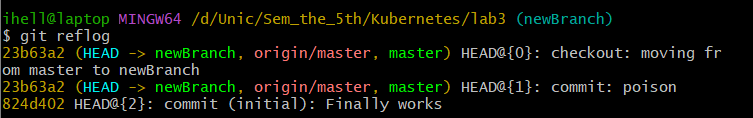 ihell@laptop MINGW64 /d/Unic/Sem_the_5th/Kubernetes/lab3 (newBranch)
$ git reflog
23b63a2 (HEAD -> newBranch, origin/master, master) HEAD@{0}: checkout: moving fr
om master to newBranch
23b63a2 (HEAD -> newBranch, origin/master, master) HEAD@{1}: commit: poison
824d402 HEAD@{2}: commit (initial): Finally works